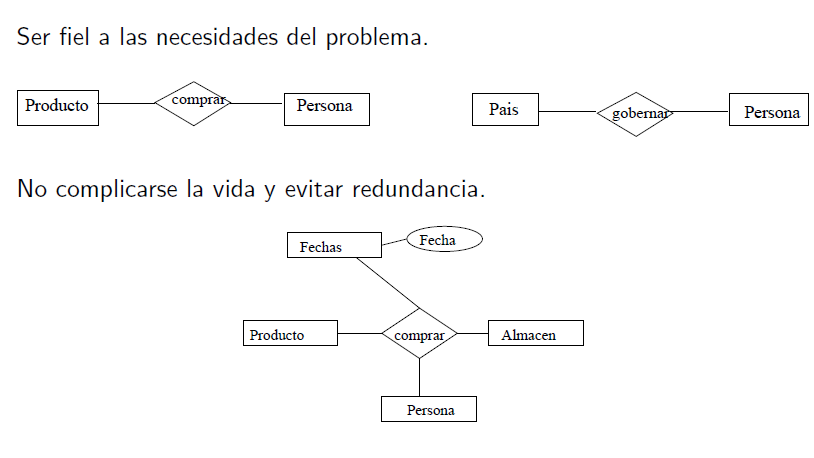 Ser fiel a las necesidades del problema.
Producto comprar Persona Pais gobernar Persona
No complicarse la vida y evitar redundancia.
Fechas Fecha
Producto comprar Almacen
Persona